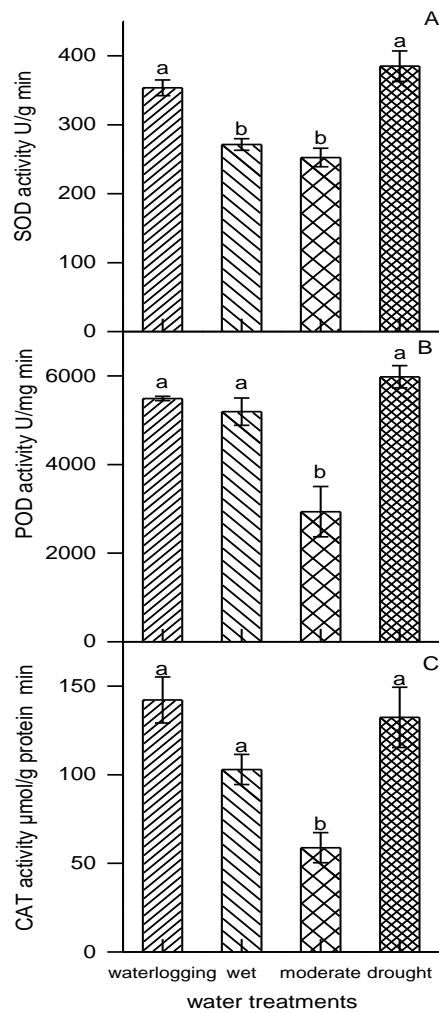 A
SOD activity U/g min
400
300
200
100
0
a
b
b
a
B
POD activity U/mg min
6000
4000
2000
0
a
a
b
a
C
CAT activity µmol/g protein min
150
100
50
0
a
a
b
a
waterlogging wet moderate drought
water treatments